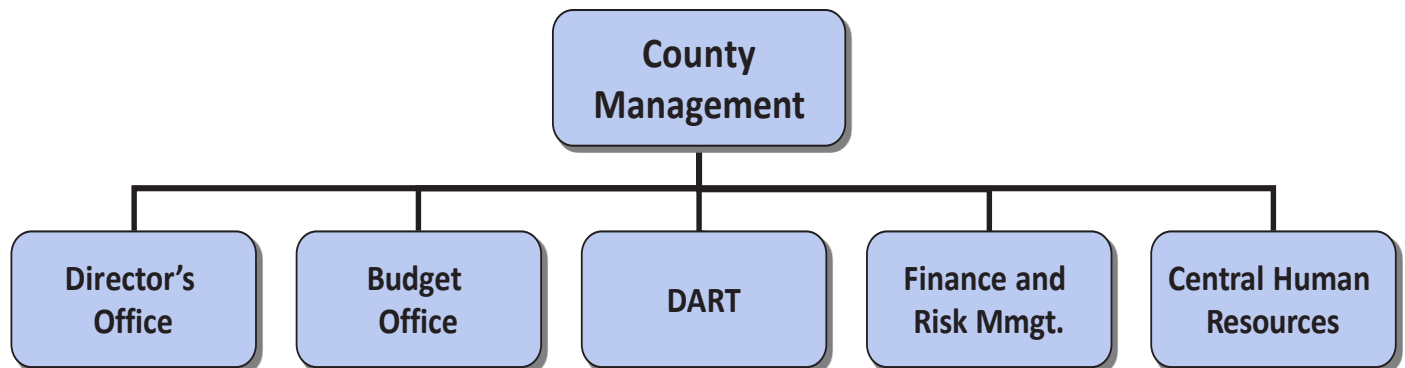 County
Management
Director’s
Office
Budget
Office
DART
Finance and
Risk Mmgt.
Central Human
Resources